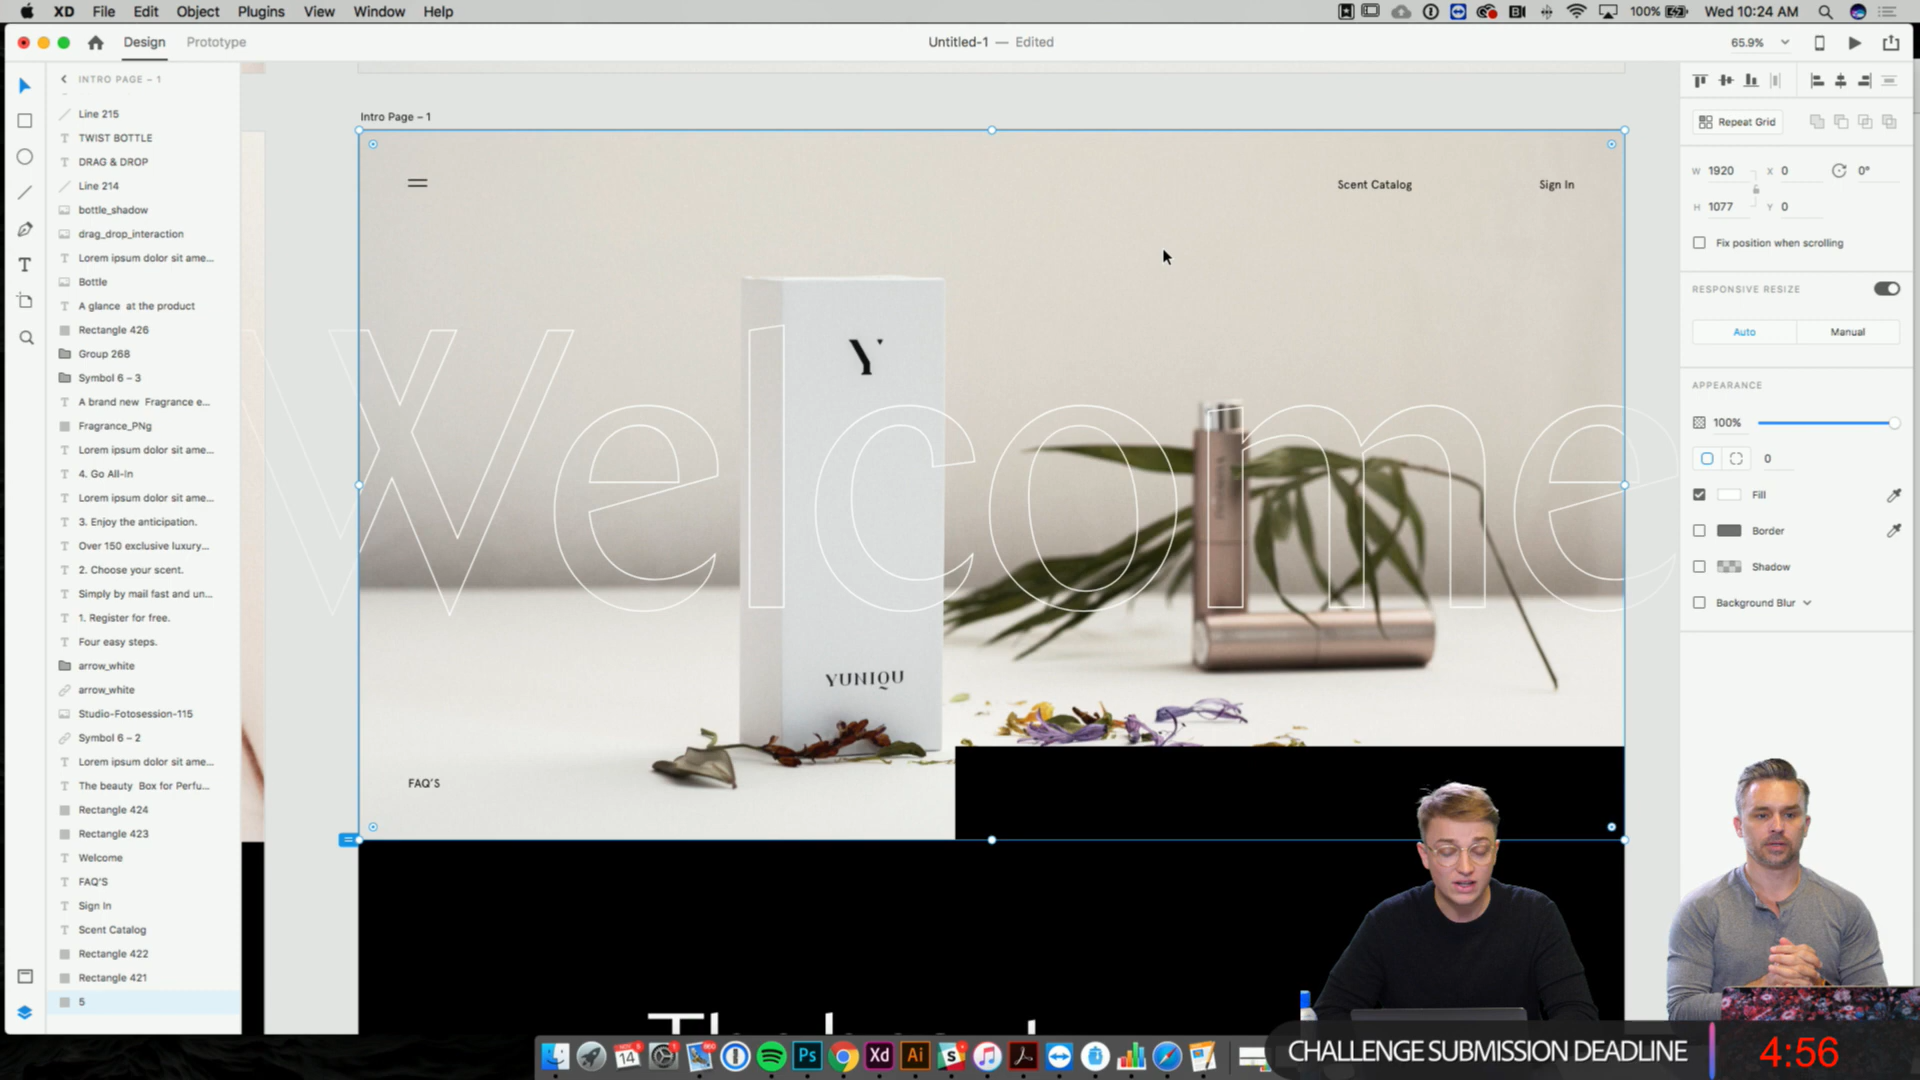 XD File Edit Object Plugins View Window Help
100% Wed 10:24 AM
Design Prototype
Untitled-1 — Edited
65.9%
INTRO PAGE – 1
Line 215
TWIST BOTTLE
DRAG & DROP
Line 214
bottle_shadow
drag_drop_interaction
Lorem ipsum dolor sit ame...
Bottle
A glance at the product
Rectangle 426
Group 268
Symbol 6 – 3
A brand new Fragrance e...
Fragrance_PNg
Lorem ipsum dolor sit ame...
4. Go All-In
Lorem ipsum dolor sit ame...
3. Enjoy the anticipation.
Over 150 exclusive luxury...
2. Choose your scent.
Simply by mail fast and un...
1. Register for free.
Four easy steps.
arrow_white
arrow_white
Studio-Fotosession-115
Symbol 6 – 2
Lorem ipsum dolor sit ame...
The beauty Box for Perfu...
Rectangle 424
Rectangle 423
Welcome
FAQ'S
Sign In
Scent Catalog
Rectangle 422
Rectangle 421
5
Intro Page – 1
Scent Catalog
Sign In
Welcome
Y
YUNIQU
FAQ'S
Repeat Grid
W 1920 X 0 0°
H 1077 Y 0
Fix position when scrolling
RESPONSIVE RESIZE
Auto Manual
APPEARANCE
100%
0
Fill
Border
Shadow
Background Blur
14
Ps
Xd
Ai
CHALLENGE SUBMISSION DEADLINE
4:56